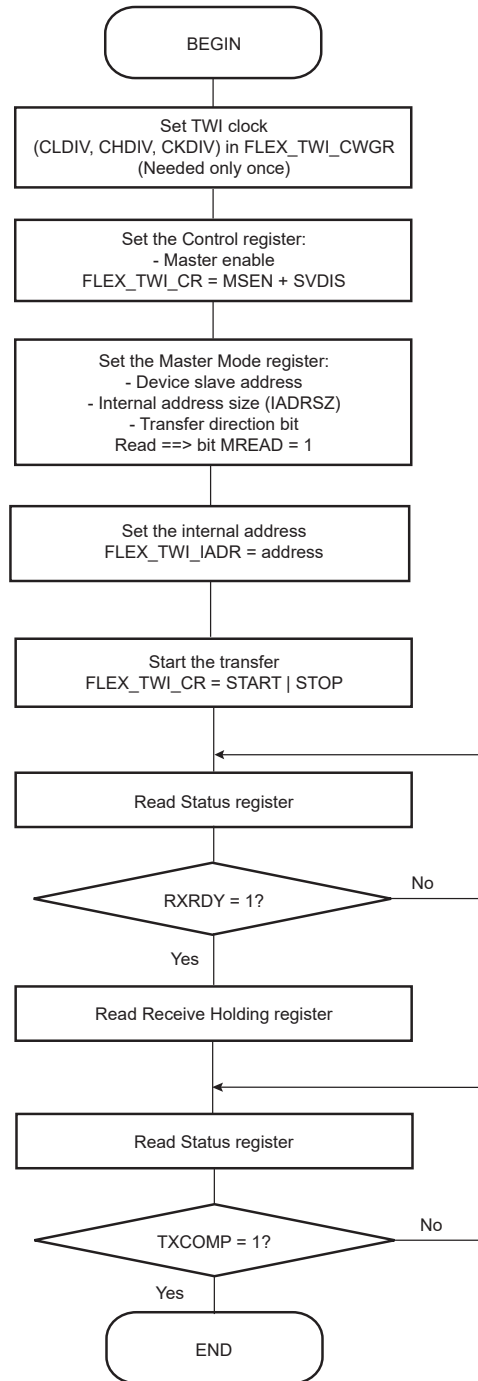 BEGIN
Set TWI clock
(CLDIV, CHDIV, CKDIV) in FLEX_TWI_CWGR
(Needed only once)
Set the Control register:
- Master enable
FLEX_TWI_CR = MSEN + SVDIS
Set the Master Mode register:
- Device slave address
- Internal address size (IADRSZ)
- Transfer direction bit
Read ==> bit MREAD = 1
Set the internal address
FLEX_TWI_IADR = address
Start the transfer
FLEX_TWI_CR = START | STOP
Read Status register
RXRDY = 1?
No
Yes
Read Receive Holding register
Read Status register
TXCOMP = 1?
No
Yes
END